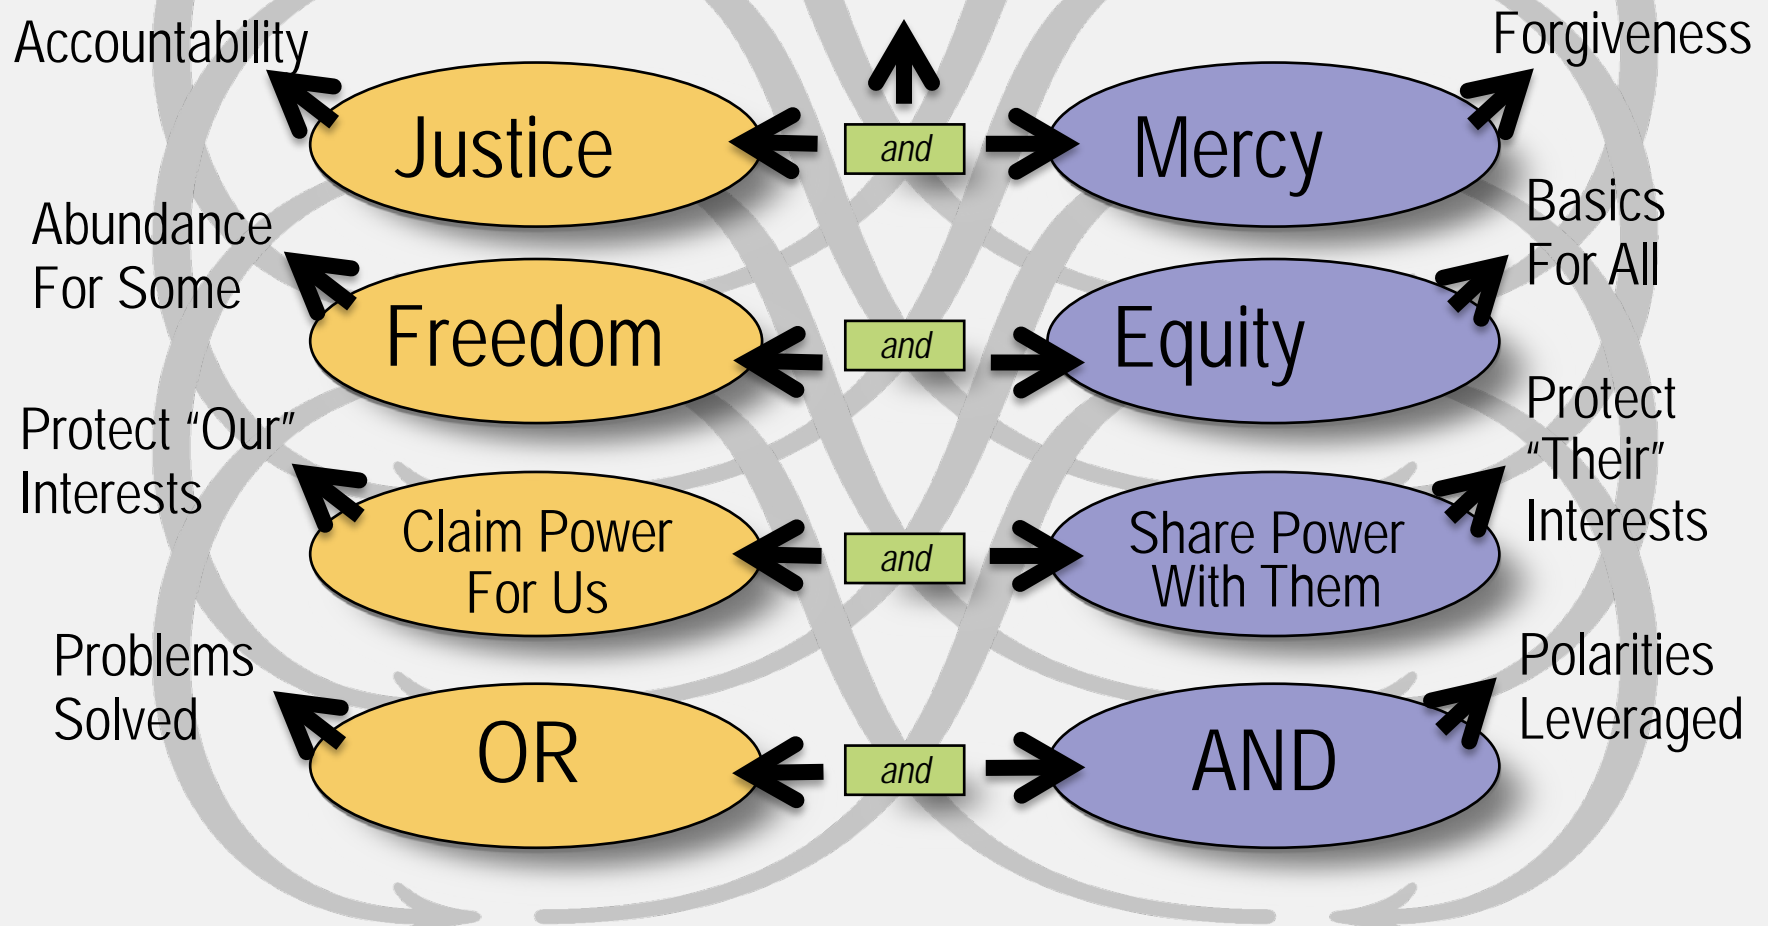 Accountability
Forgiveness
Justice
and
Mercy
Abundance
For Some
Basics
For All
Freedom
and
Equity
Protect “Our”
Interests
Protect
“Their”
Interests
Claim Power
For Us
and
Share Power
With Them
Problems
Solved
Polarities
Leveraged
OR
and
AND